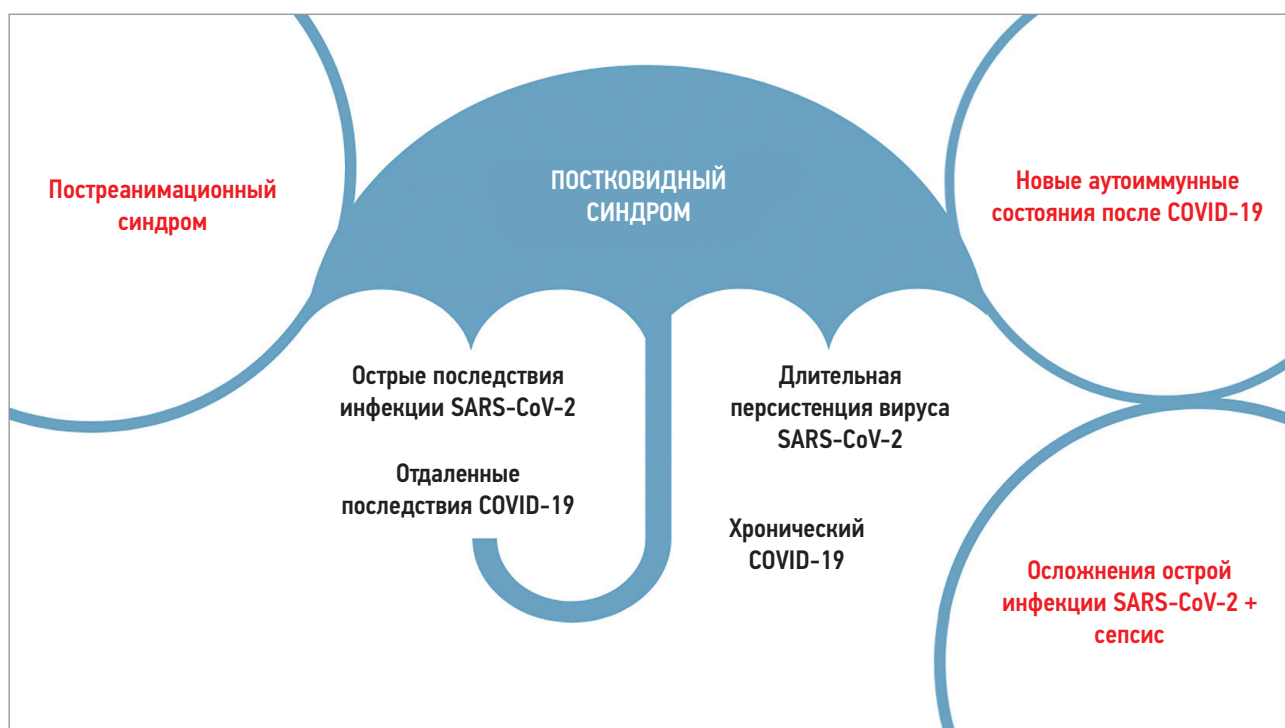 Постреанимационный
синдром
ПОСТКОВИДНЫЙ
СИНДРОМ
Новые аутоиммунные
состояния после COVID-19
Острые последствия
инфекции SARS-CoV-2
Отдаленные
последствия COVID-19
Длительная
персистенция вируса
SARS-CoV-2
Хронический
COVID-19
Осложнения острой
инфекции SARS-CoV-2 +
сепсис